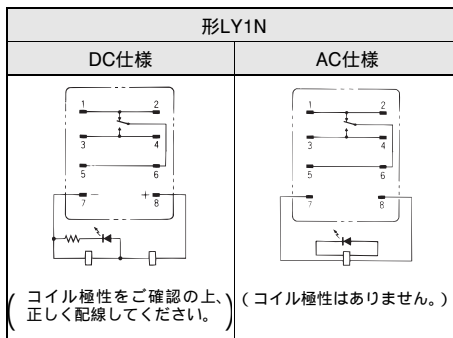 形LY1N
DC仕様
AC仕様
1 2
3 4
5 6
7 − + 8
1 2
3 4
5 6
7 8
(コイル極性をご確認の上、
正しく配線してください。)
(コイル極性はありません。)